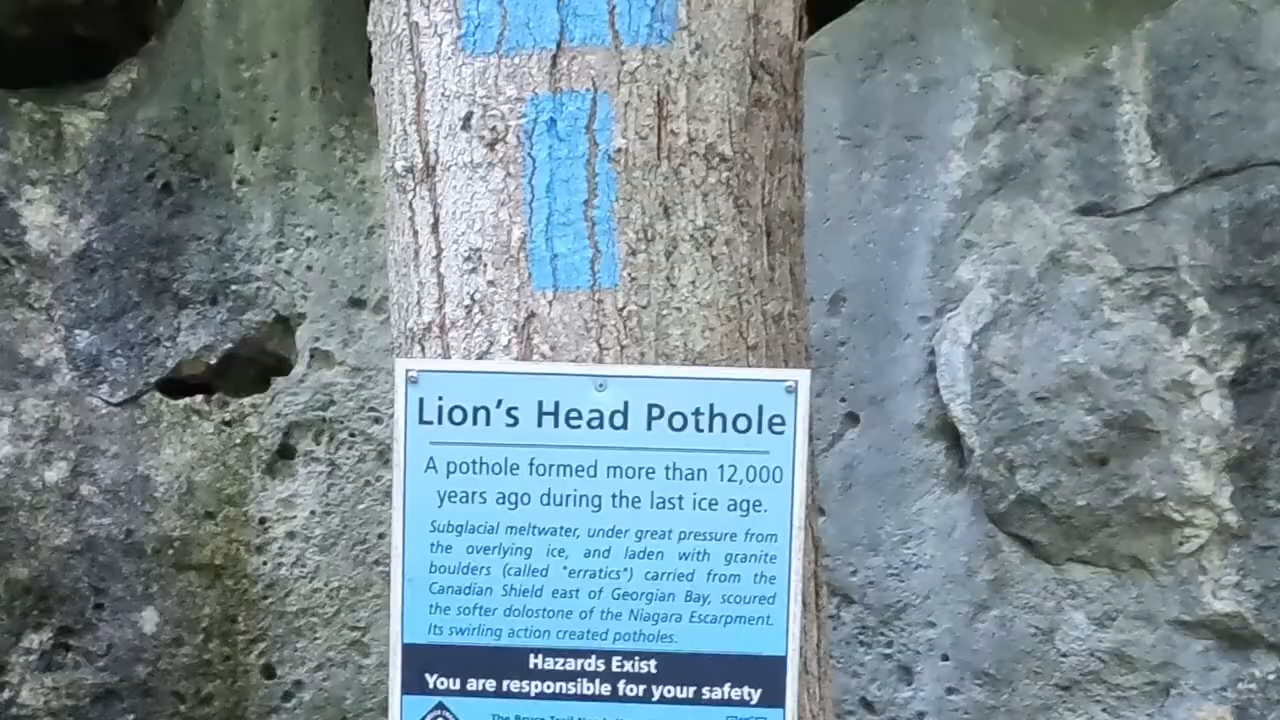 Lion's Head Pothole
A pothole formed more than 12,000
years ago during the last ice age.
Subglacial meltwater, under great pressure from
the overlying ice, and laden with granite
boulders (called "erratics") carried from the
Canadian Shield east of Georgian Bay, scoured
the softer dolostone of the Niagara Escarpment.
Its swirling action created potholes.
Hazards Exist
You are responsible for your safety
The Bruce Trail